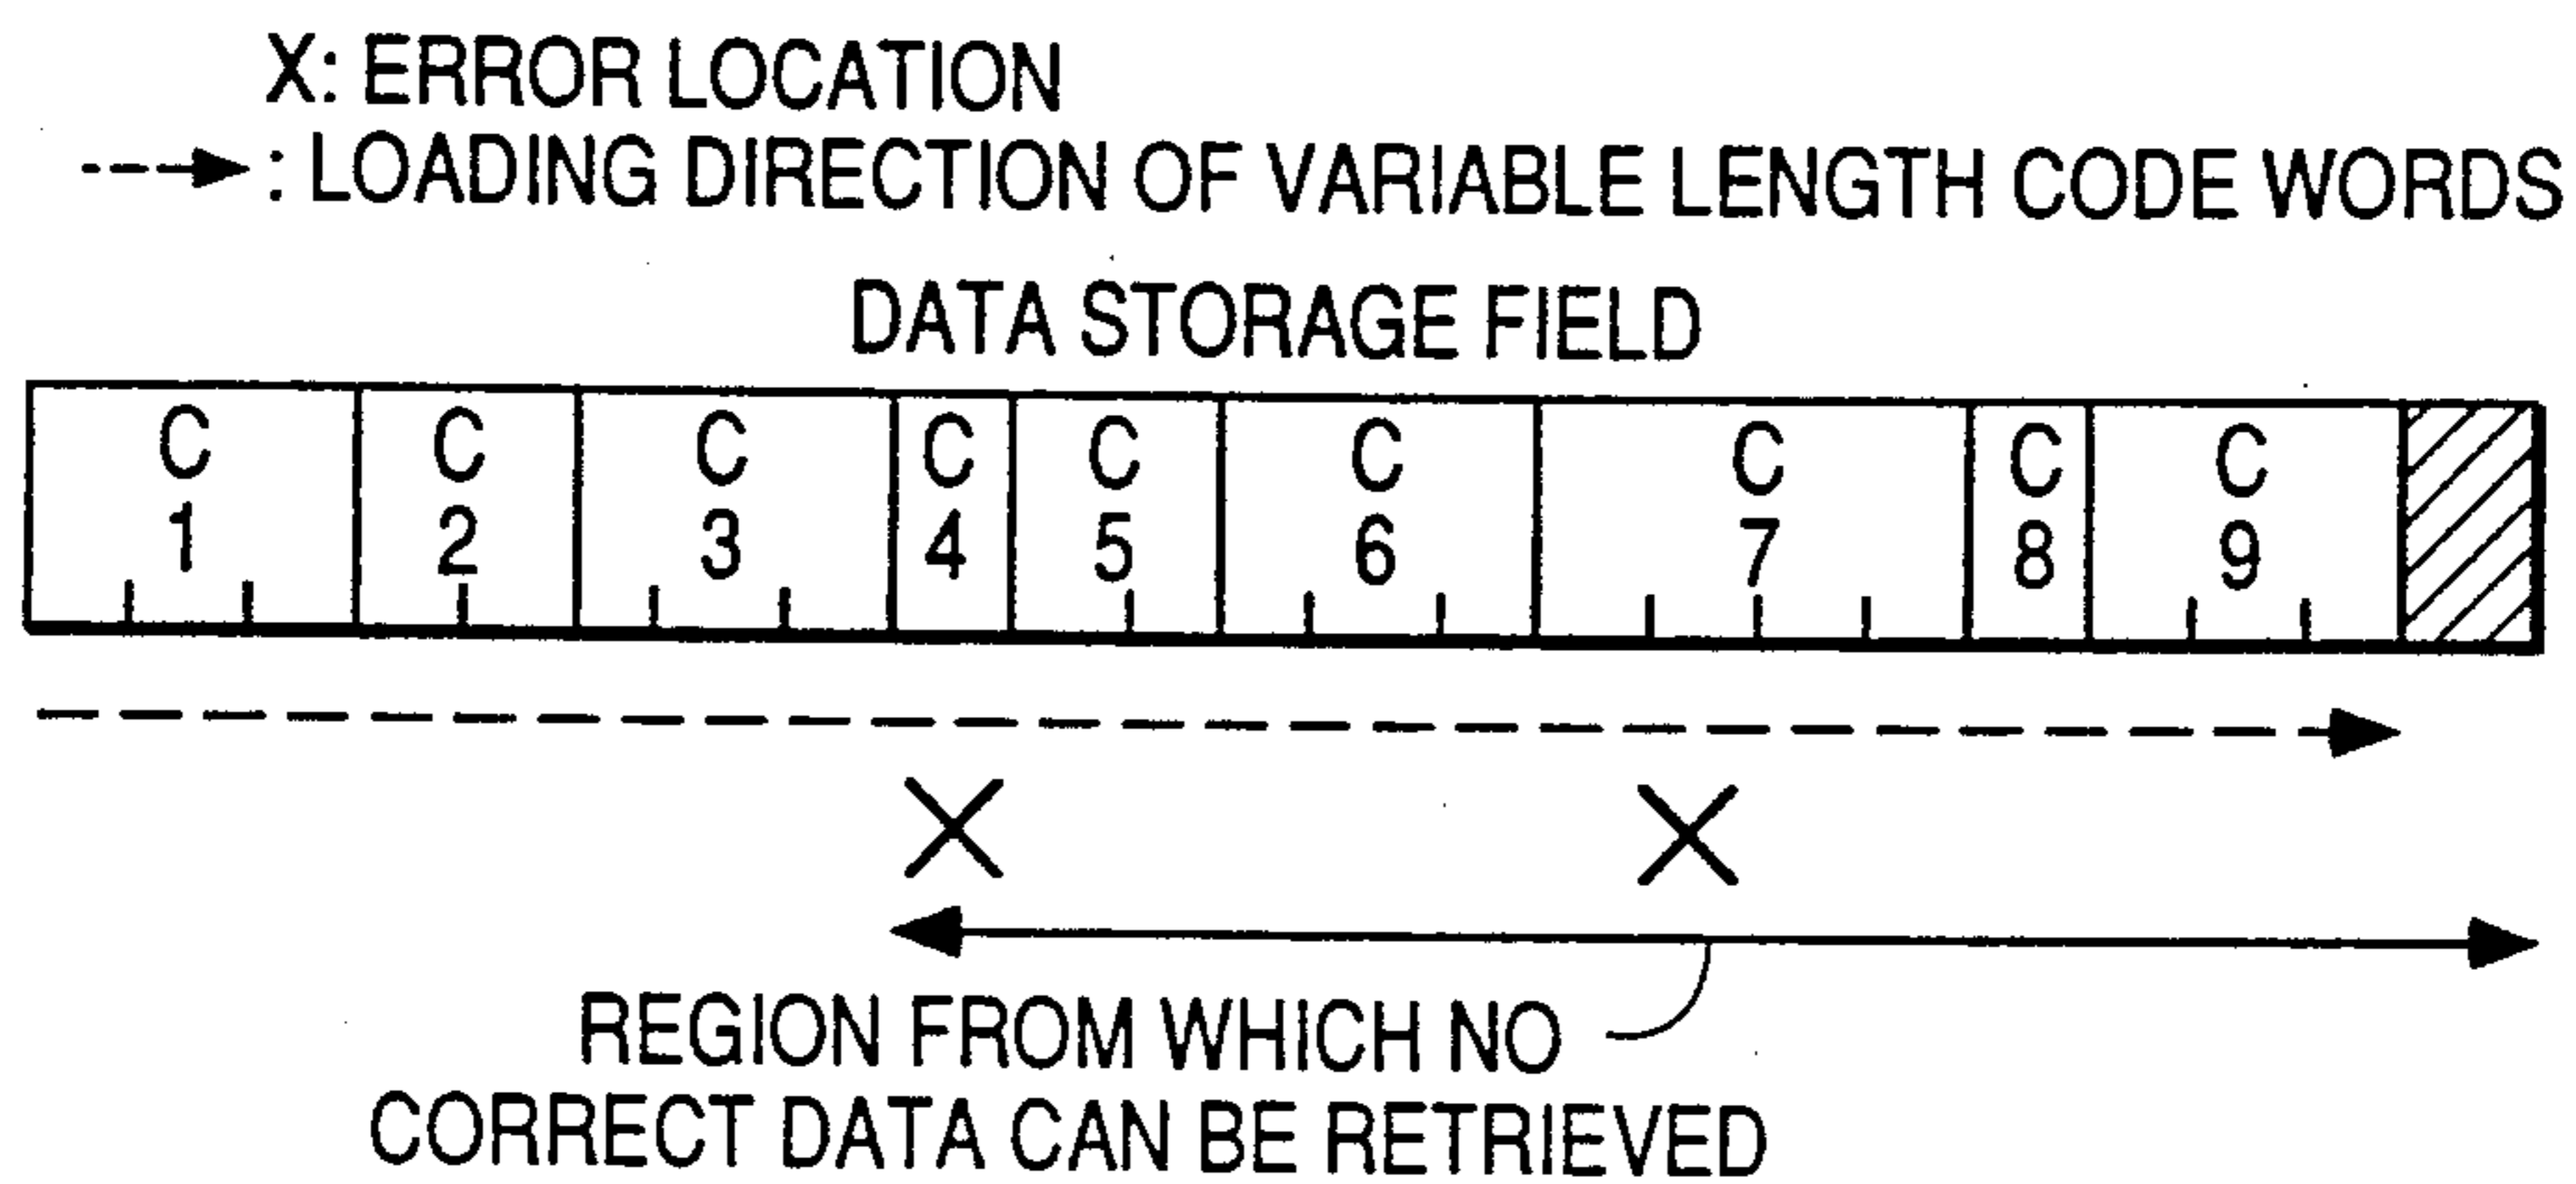 X: ERROR LOCATION
: LOADING DIRECTION OF VARIABLE LENGTH CODE WORDS
DATA STORAGE FIELD
C C C C C C C C C
1 2 3 4 5 6 7 8 9
REGION FROM WHICH NO
CORRECT DATA CAN BE RETRIEVED